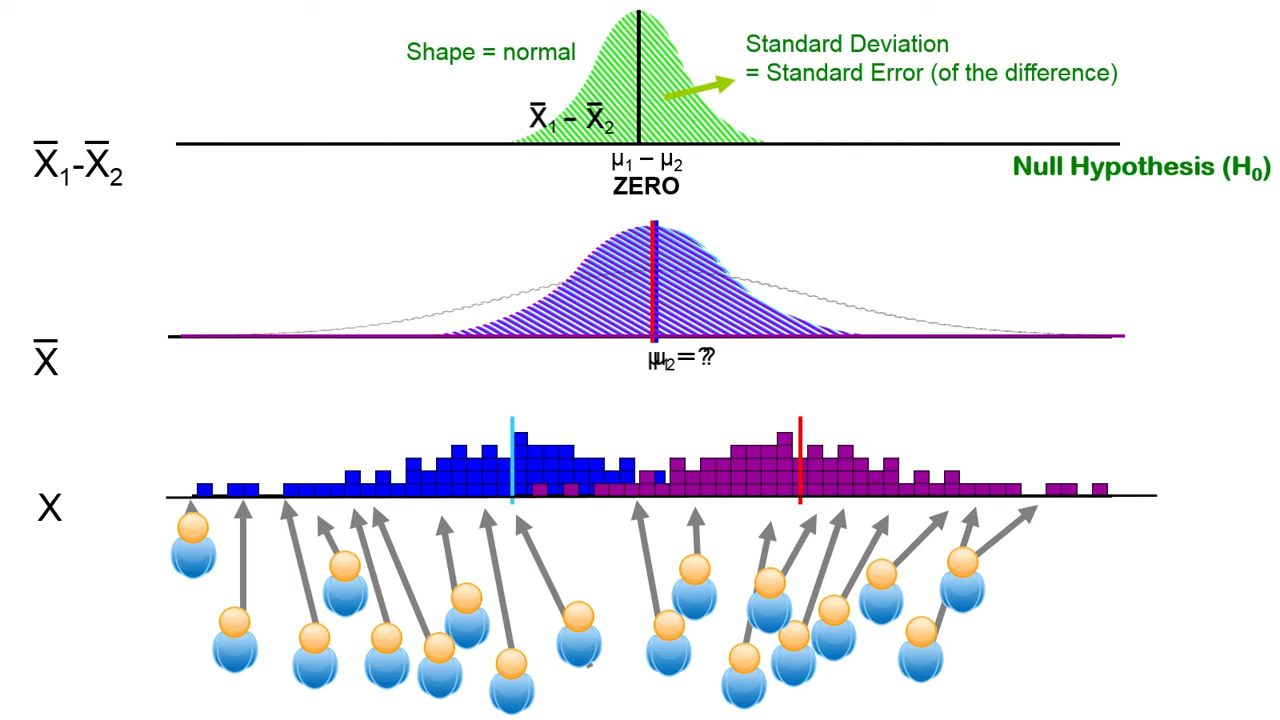 Shape = normal
Standard Deviation
= Standard Error (of the difference)
X̅₁ – X̅₂
X̅₁-X̅₂
μ₁ – μ₂
ZERO
Null Hypothesis (H₀)
X̅
X